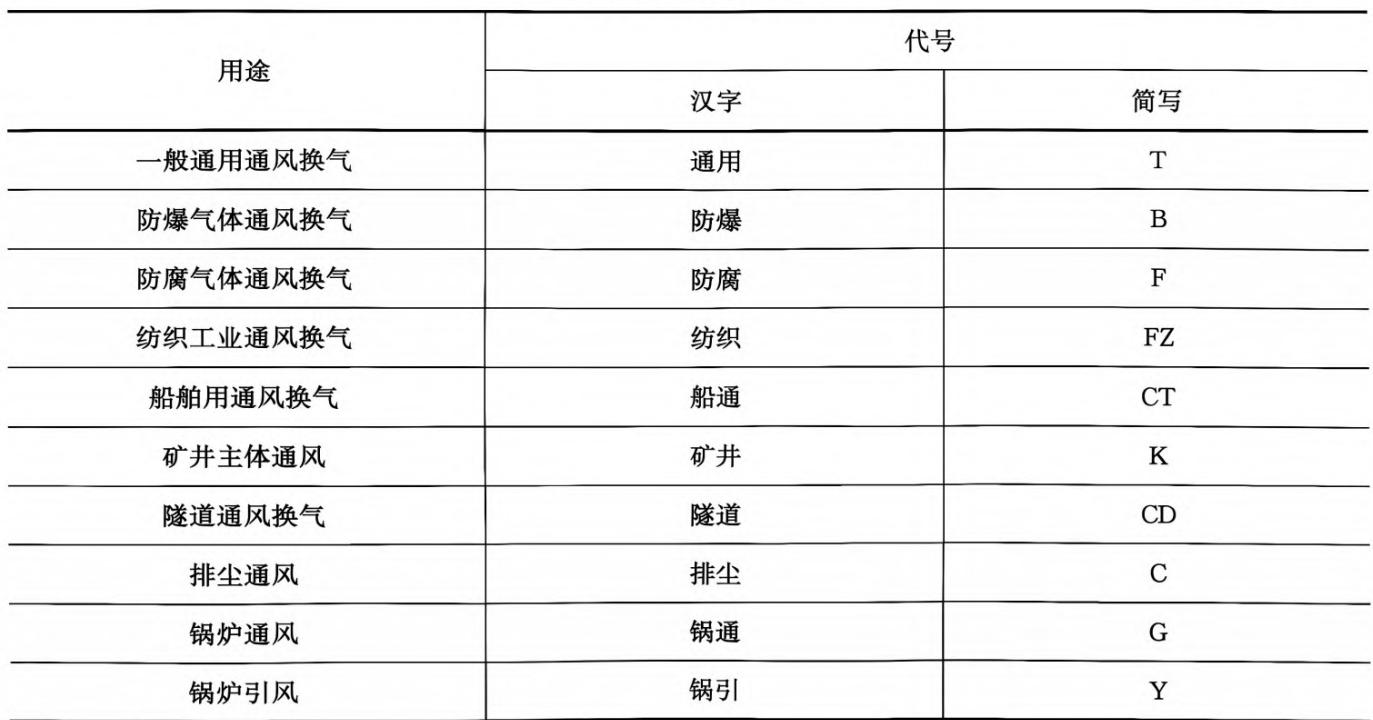 用途 代号
汉字 简写
一般通用通风换气 通用 T
防爆气体通风换气 防爆 B
防腐气体通风换气 防腐 F
纺织工业通风换气 纺织 FZ
船舶用通风换气 船通 CT
矿井主体通风 矿井 K
隧道通风换气 隧道 CD
排尘通风 排尘 C
锅炉通风 锅通 G
锅炉引风 锅引 Y